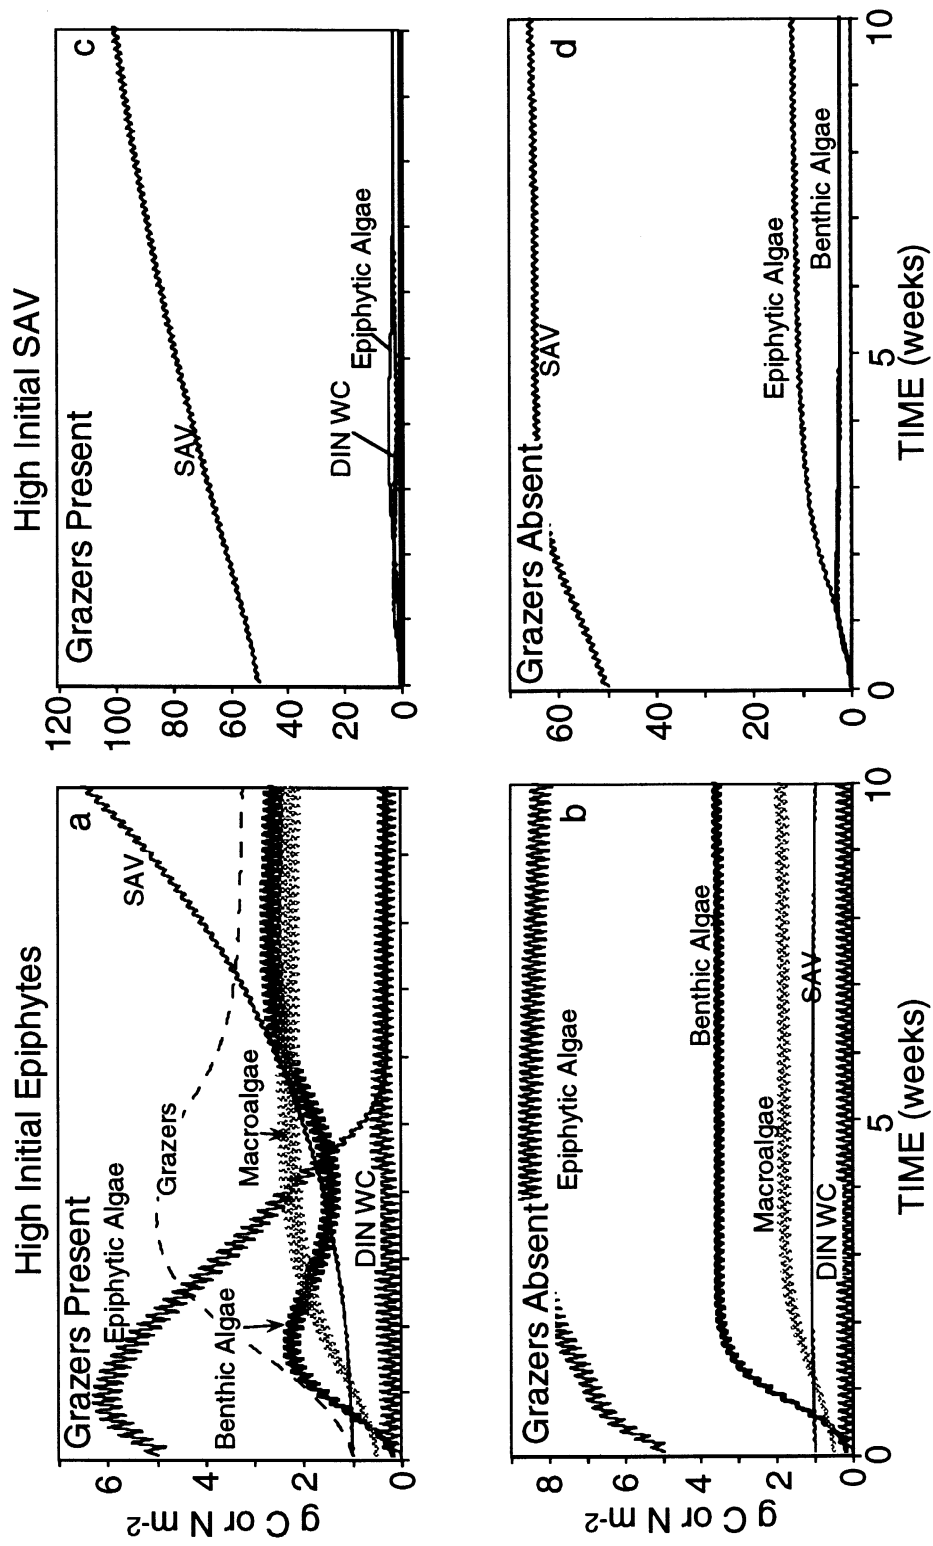 High Initial Epiphytes
High Initial SAV
Grazers Present
a
Epiphytic Algae
Grazers
SAV
Macroalgae
Benthic Algae
DIN WC
6
4
2
0
g C or N m-2
Grazers Present
c
SAV
DIN WC
Epiphytic Algae
120
100
80
60
40
20
0
Grazers Absent
b
Epiphytic Algae
Benthic Algae
Macroalgae
SAV
DIN WC
8
6
4
2
0
g C or N m-2
0
5
10
TIME (weeks)
Grazers Absent
d
SAV
Epiphytic Algae
Benthic Algae
60
40
20
0
0
5
10
TIME (weeks)